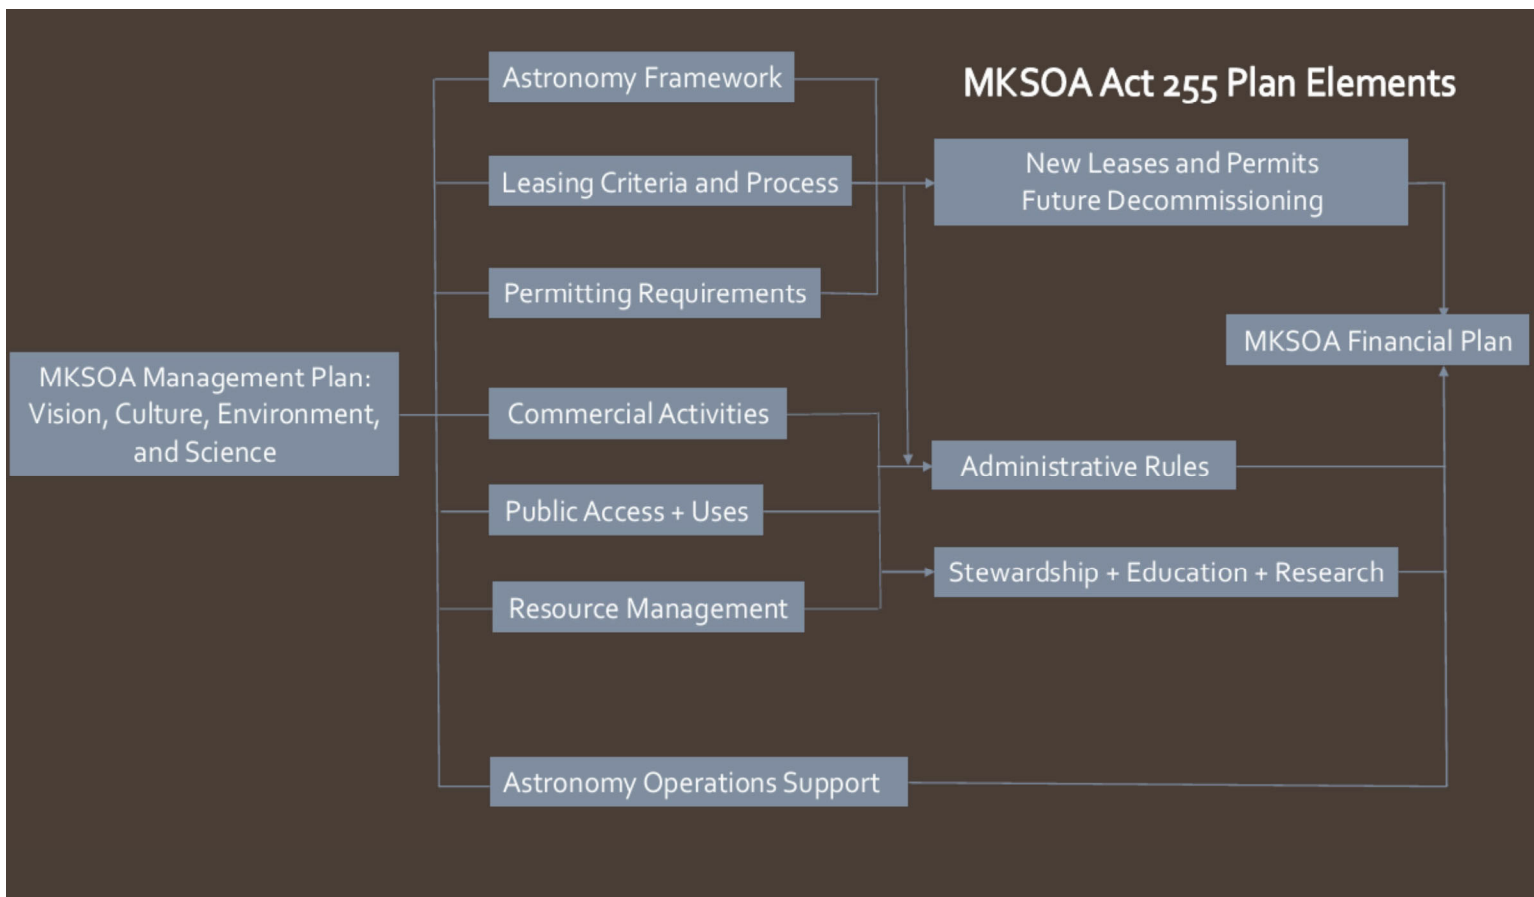 MKSOA Act 255 Plan Elements
MKSOA Management Plan:
Vision, Culture, Environment,
and Science
Astronomy Framework
Leasing Criteria and Process
Permitting Requirements
Commercial Activities
Public Access + Uses
Resource Management
Astronomy Operations Support
New Leases and Permits
Future Decommissioning
Administrative Rules
Stewardship + Education + Research
MKSOA Financial Plan